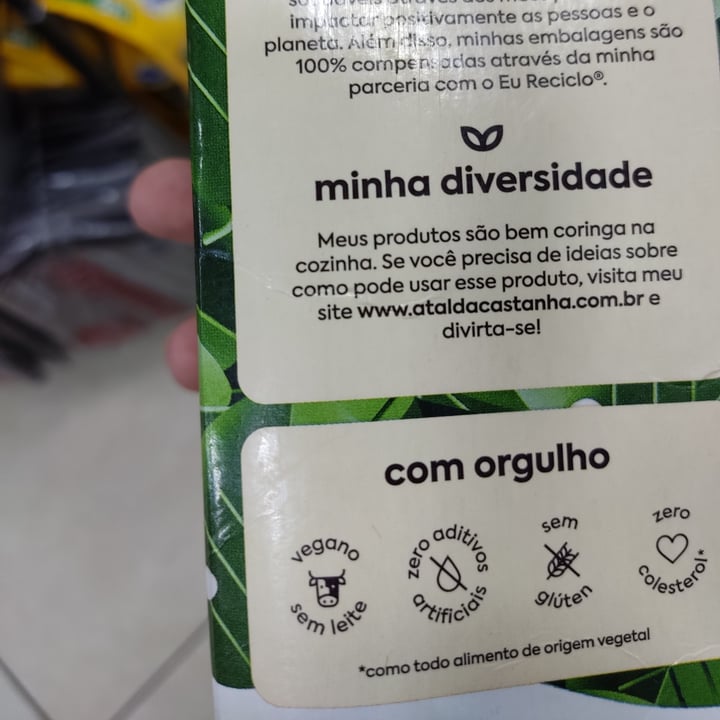 impactar positivamente as pessoas e o
planeta. Além disso, minhas embalagens são
100% compensadas através da minha
parceria com o Eu Reciclo®.
minha diversidade
Meus produtos são bem coringa na
cozinha. Se você precisa de ideias sobre
como pode usar esse produto, visita meu
site www.ataldacastanha.com.br e
divirta-se!
com orgulho
vegano
sem leite
zero aditivos
artificiais
sem
glúten
zero
colesterol*
*como todo alimento de origem vegetal